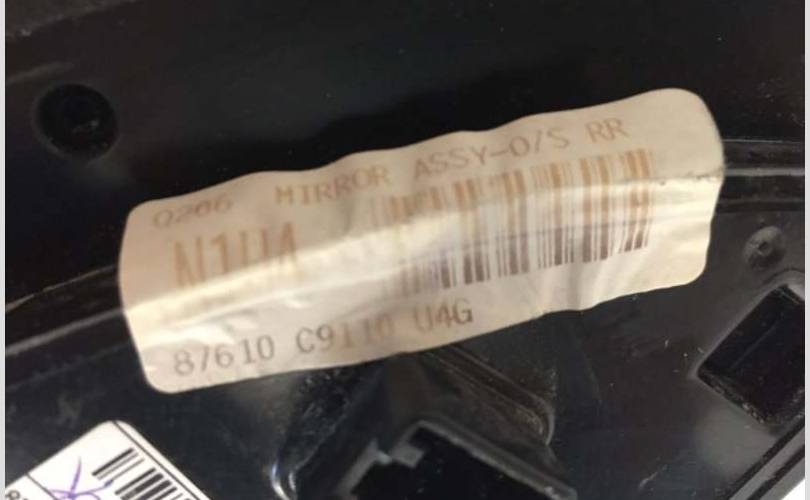 Q206 MIRROR ASSY-O/S RR
N1UA
87610 C9110 U4G